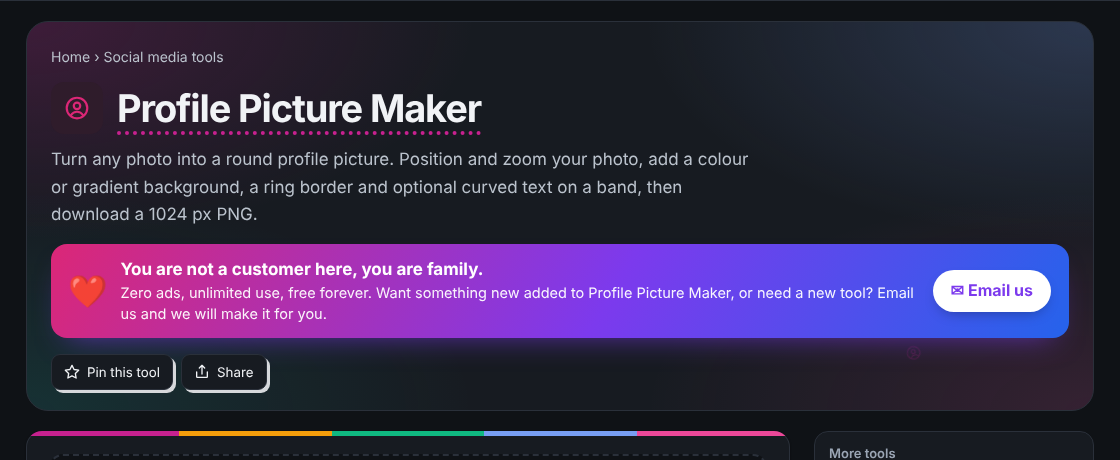 Home › Social media tools
Profile Picture Maker
Turn any photo into a round profile picture. Position and zoom your photo, add a colour
or gradient background, a ring border and optional curved text on a band, then
download a 1024 px PNG.
You are not a customer here, you are family.
Zero ads, unlimited use, free forever. Want something new added to Profile Picture Maker, or need a new tool? Email
us and we will make it for you.
✉ Email us
Pin this tool
Share
More tools